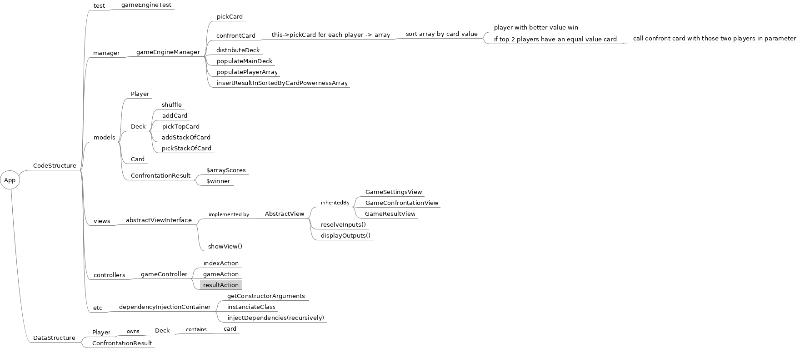 test
gameEngineTest
pickCard
manager
gameEngineManager
confrontCard
this->pickCard for each player -> array
sort array by card value
player with better value win
if top 2 players have an equal value card
call confront card with those two players in parameter
distributeDeck
populateMainDeck
populatePlayerArray
insertResultInSortedByCardPowernessArray
App
CodeStructure
models
Player
Deck
shuffle
addCard
pickTopCard
addStackOfCard
pickStackOfCard
Card
ConfrontationResult
$arrayScores
$winner
views
abstractViewInterface
implemented by
AbstractView
inheritedBy
GameSettingsView
GameConfrontationView
GameResultView
resolveInputs()
displayOutputs()
showView()
controllers
gameController
indexAction
gameAction
resultAction
etc
dependencyInjectionContainer
getConstructorArguments
instanciateClass
injectDependencies(recursively)
DataStructure
Player
owns
Deck
contains
card
ConfrontationResult